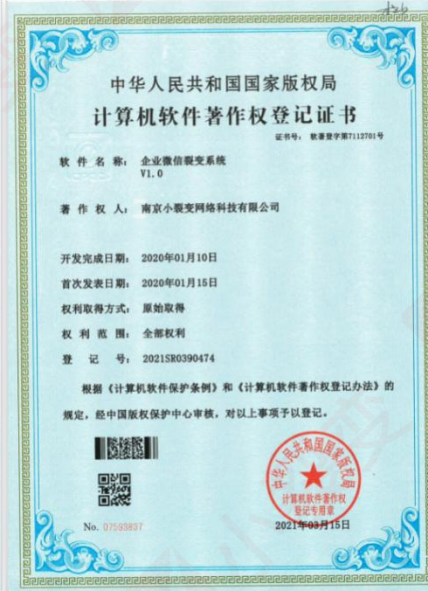 中华人民共和国国家版权局
计算机软件著作权登记证书
证书号： 软著登字第7112701号
软件名称： 企业微信裂变系统
V1.0
著作权人： 南京小裂变网络科技有限公司
开发完成日期： 2020年01月10日
首次发表日期： 2020年01月15日
权利取得方式： 原始取得
权利范围： 全部权利
登记号： 2021SR0390474
根据《计算机软件保护条例》和《计算机软件著作权登记办法》的
规定，经中国版权保护中心审核，对以上事项予以登记。
中华人民共和国国家版权局
计算机软件著作权
登记专用章
No. 07593837
2021年03月15日